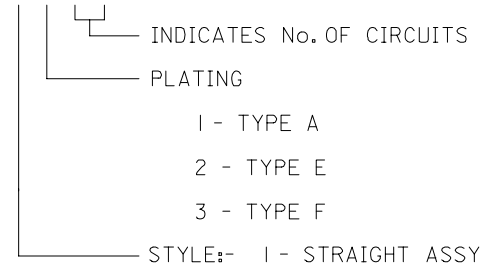 INDICATES No. OF CIRCUITS
PLATING
1 - TYPE A
2 - TYPE E
3 - TYPE F
STYLE:- 1 - STRAIGHT ASSY